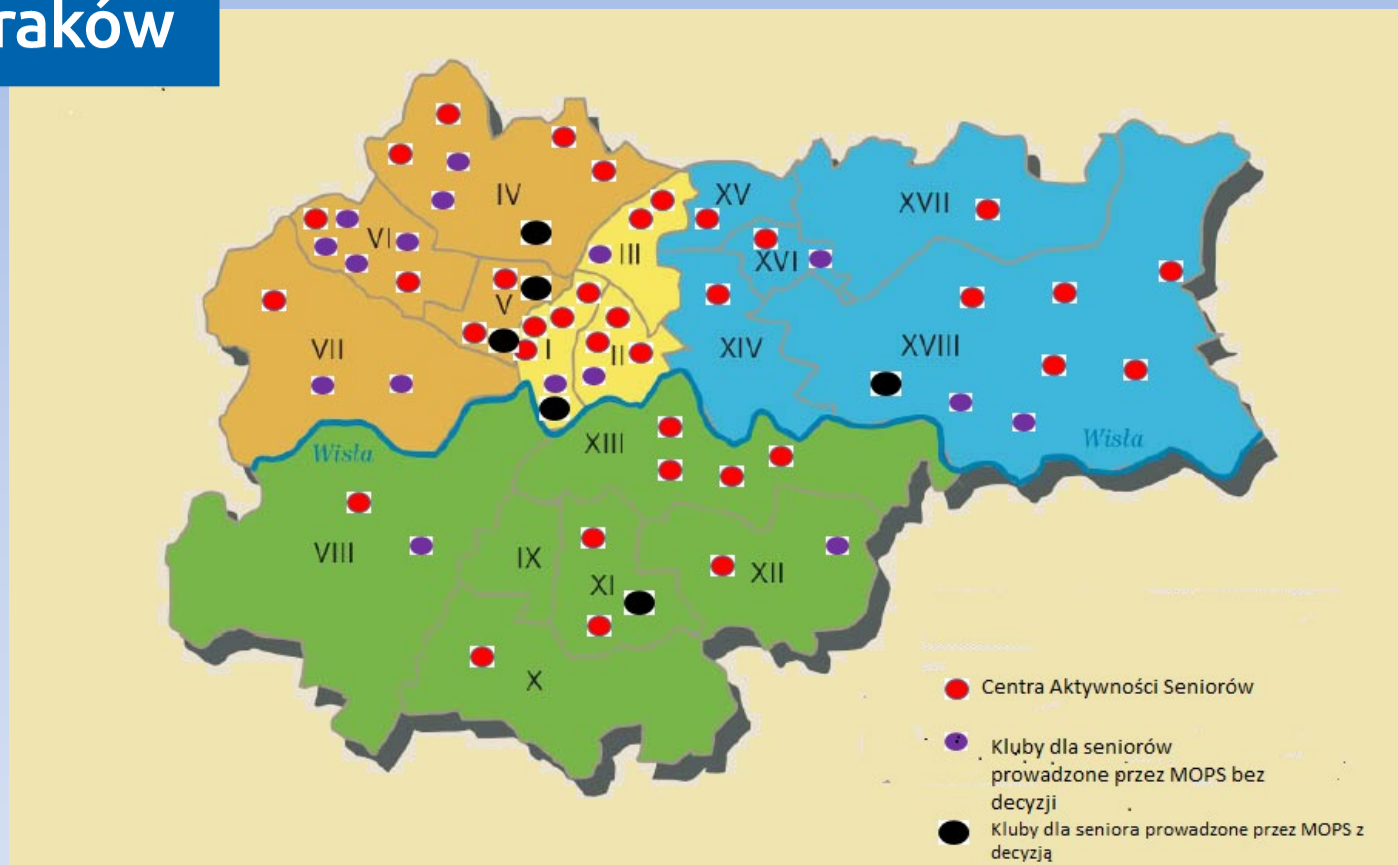 raków
IV
XV
XVII
VI
III
XVI
V
VII
I
II
XIV
XVIII
Wisła
XIII
Wisła
VIII
IX
XI
XII
X
Centra Aktywności Seniorów
Kluby dla seniorów
prowadzone przez MOPS bez
decyzji
Kluby dla seniora prowadzone przez MOPS z
decyzją